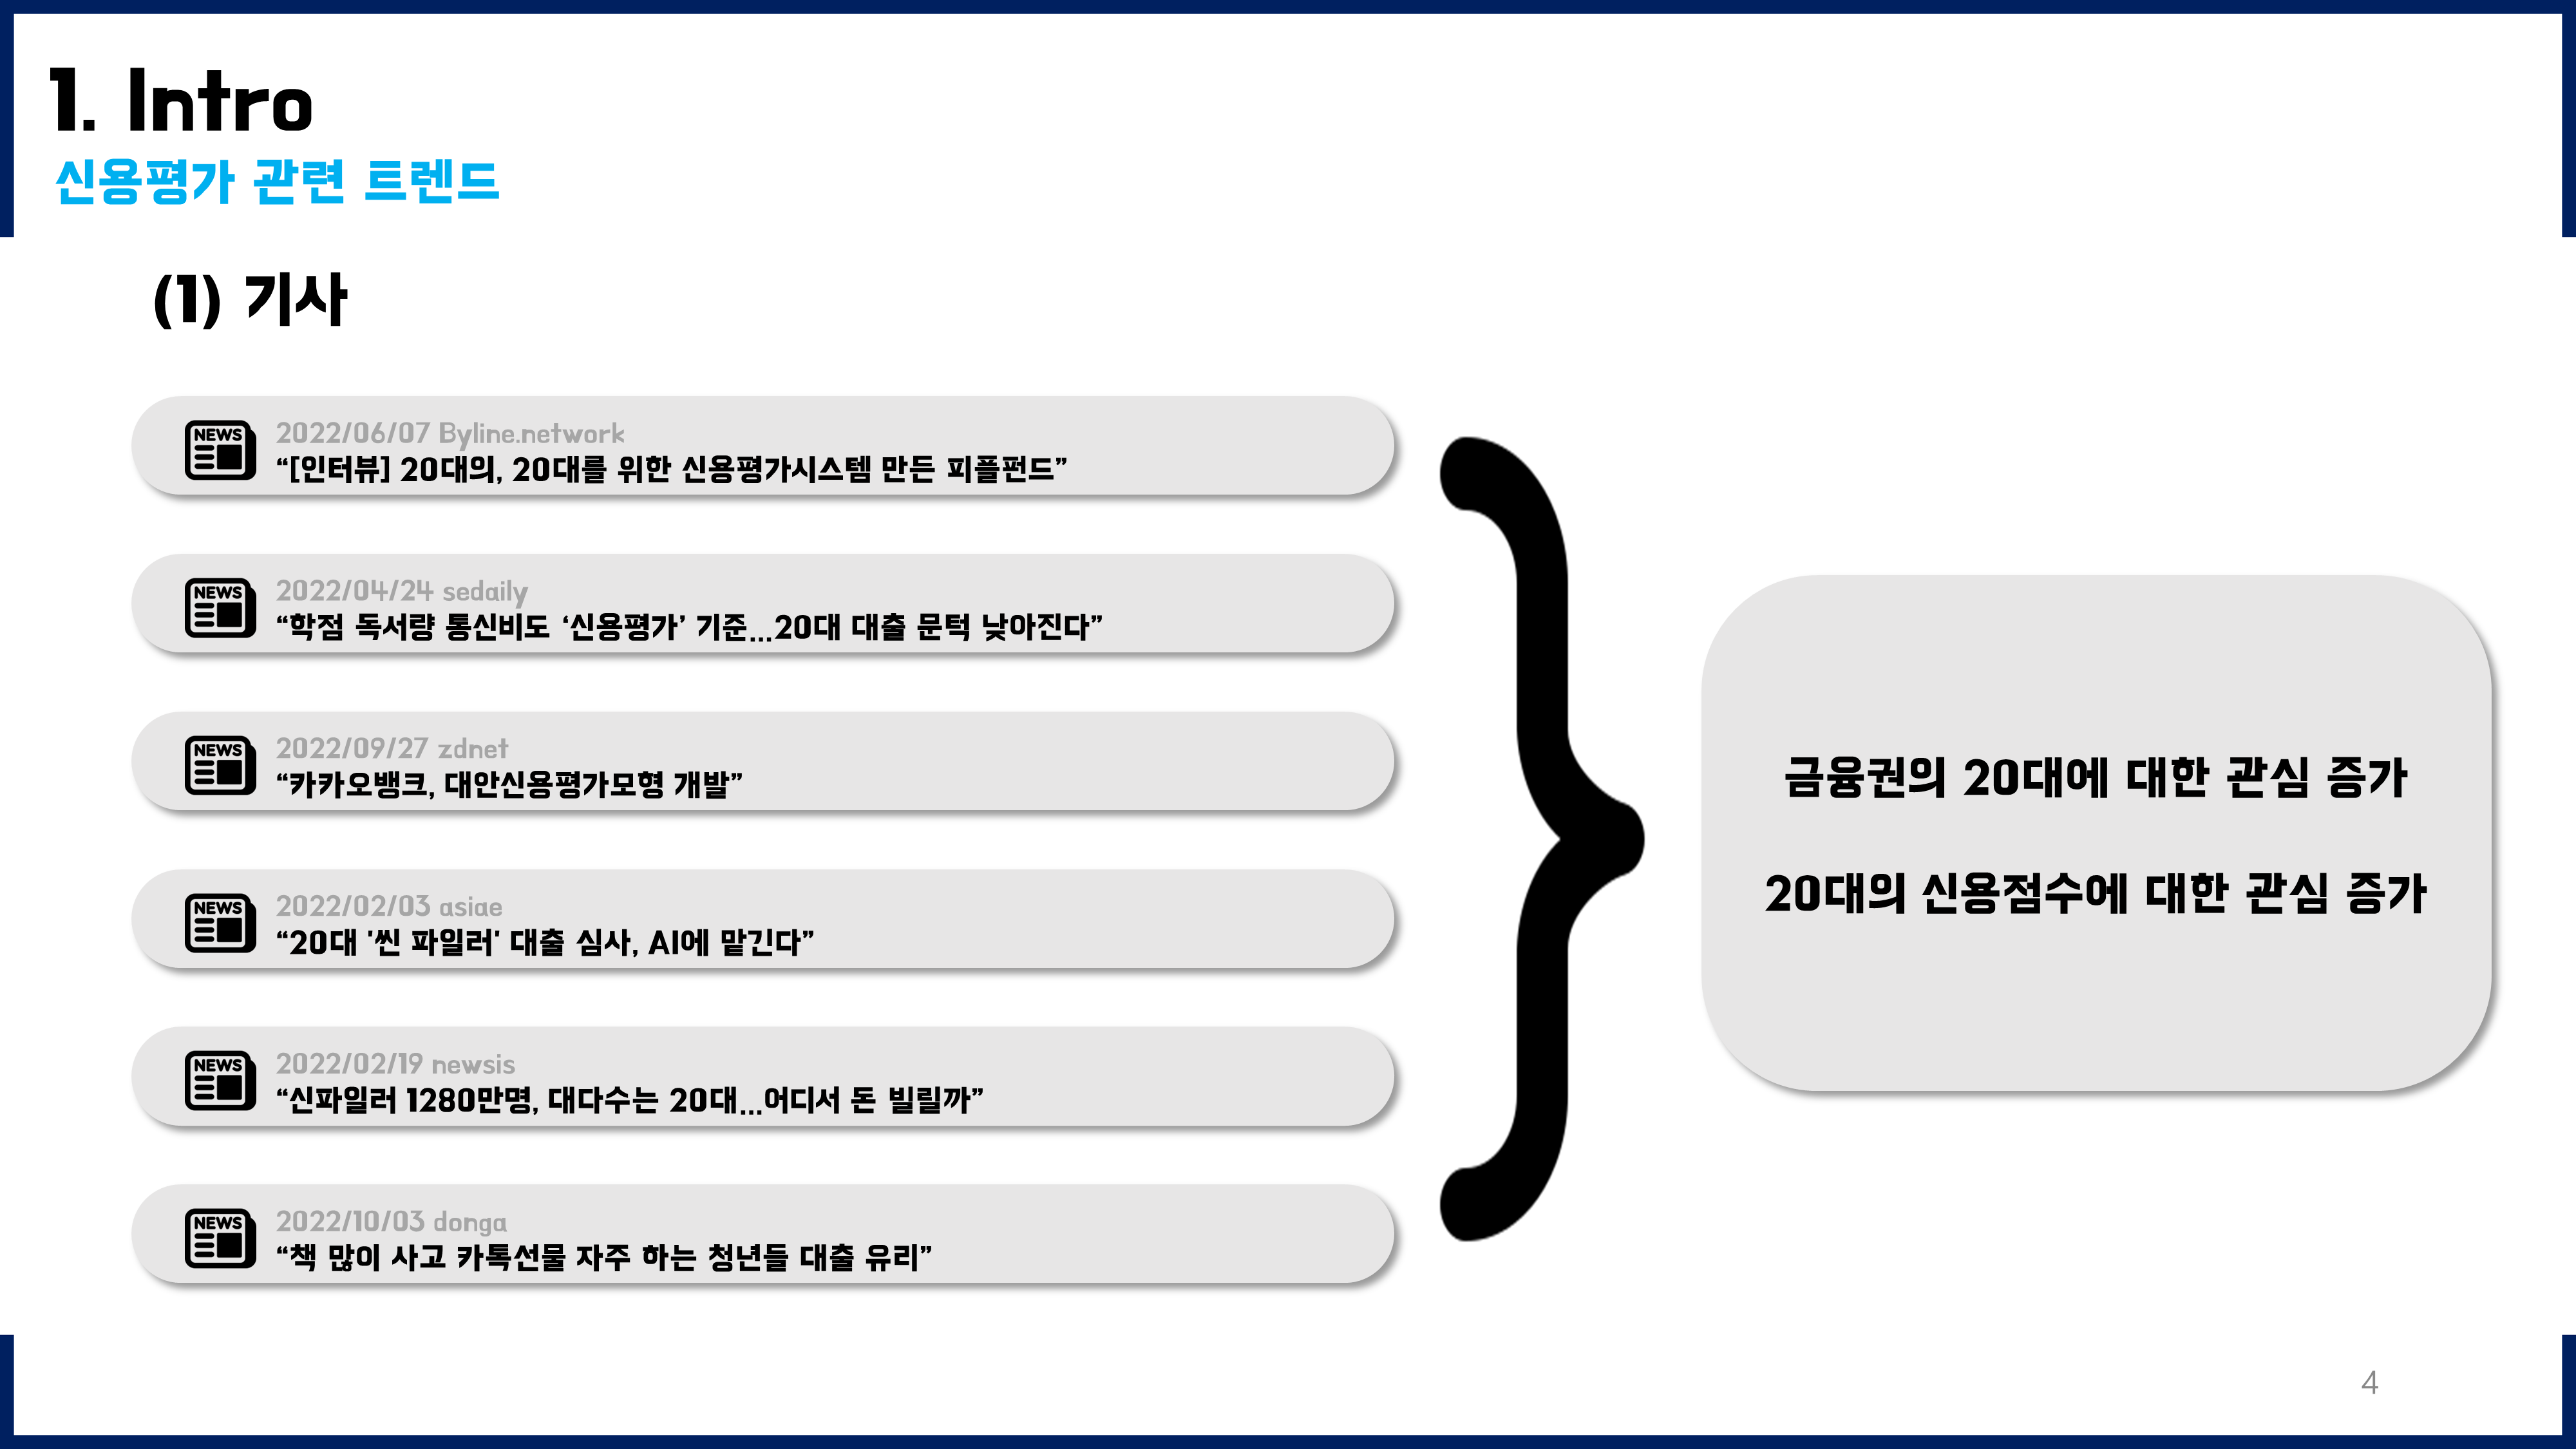 1. Intro
신용평가 관련 트렌드
(1) 기사
NEWS
2022/06/07 Byline.network
“[인터뷰] 20대의, 20대를 위한 신용평가시스템 만든 피플펀드”
NEWS
2022/04/24 sedaily
“학점 독서량 통신비도 ‘신용평가’ 기준...20대 대출 문턱 낮아진다”
NEWS
2022/09/27 zdnet
“카카오뱅크, 대안신용평가모형 개발”
NEWS
2022/02/03 asiae
“20대 '씬 파일러' 대출 심사, AI에 맡긴다”
NEWS
2022/02/19 newsis
“신파일러 1280만명, 대다수는 20대...어디서 돈 빌릴까”
NEWS
2022/10/03 donga
“책 많이 사고 카톡선물 자주 하는 청년들 대출 유리”
금융권의 20대에 대한 관심 증가
20대의 신용점수에 대한 관심 증가
4